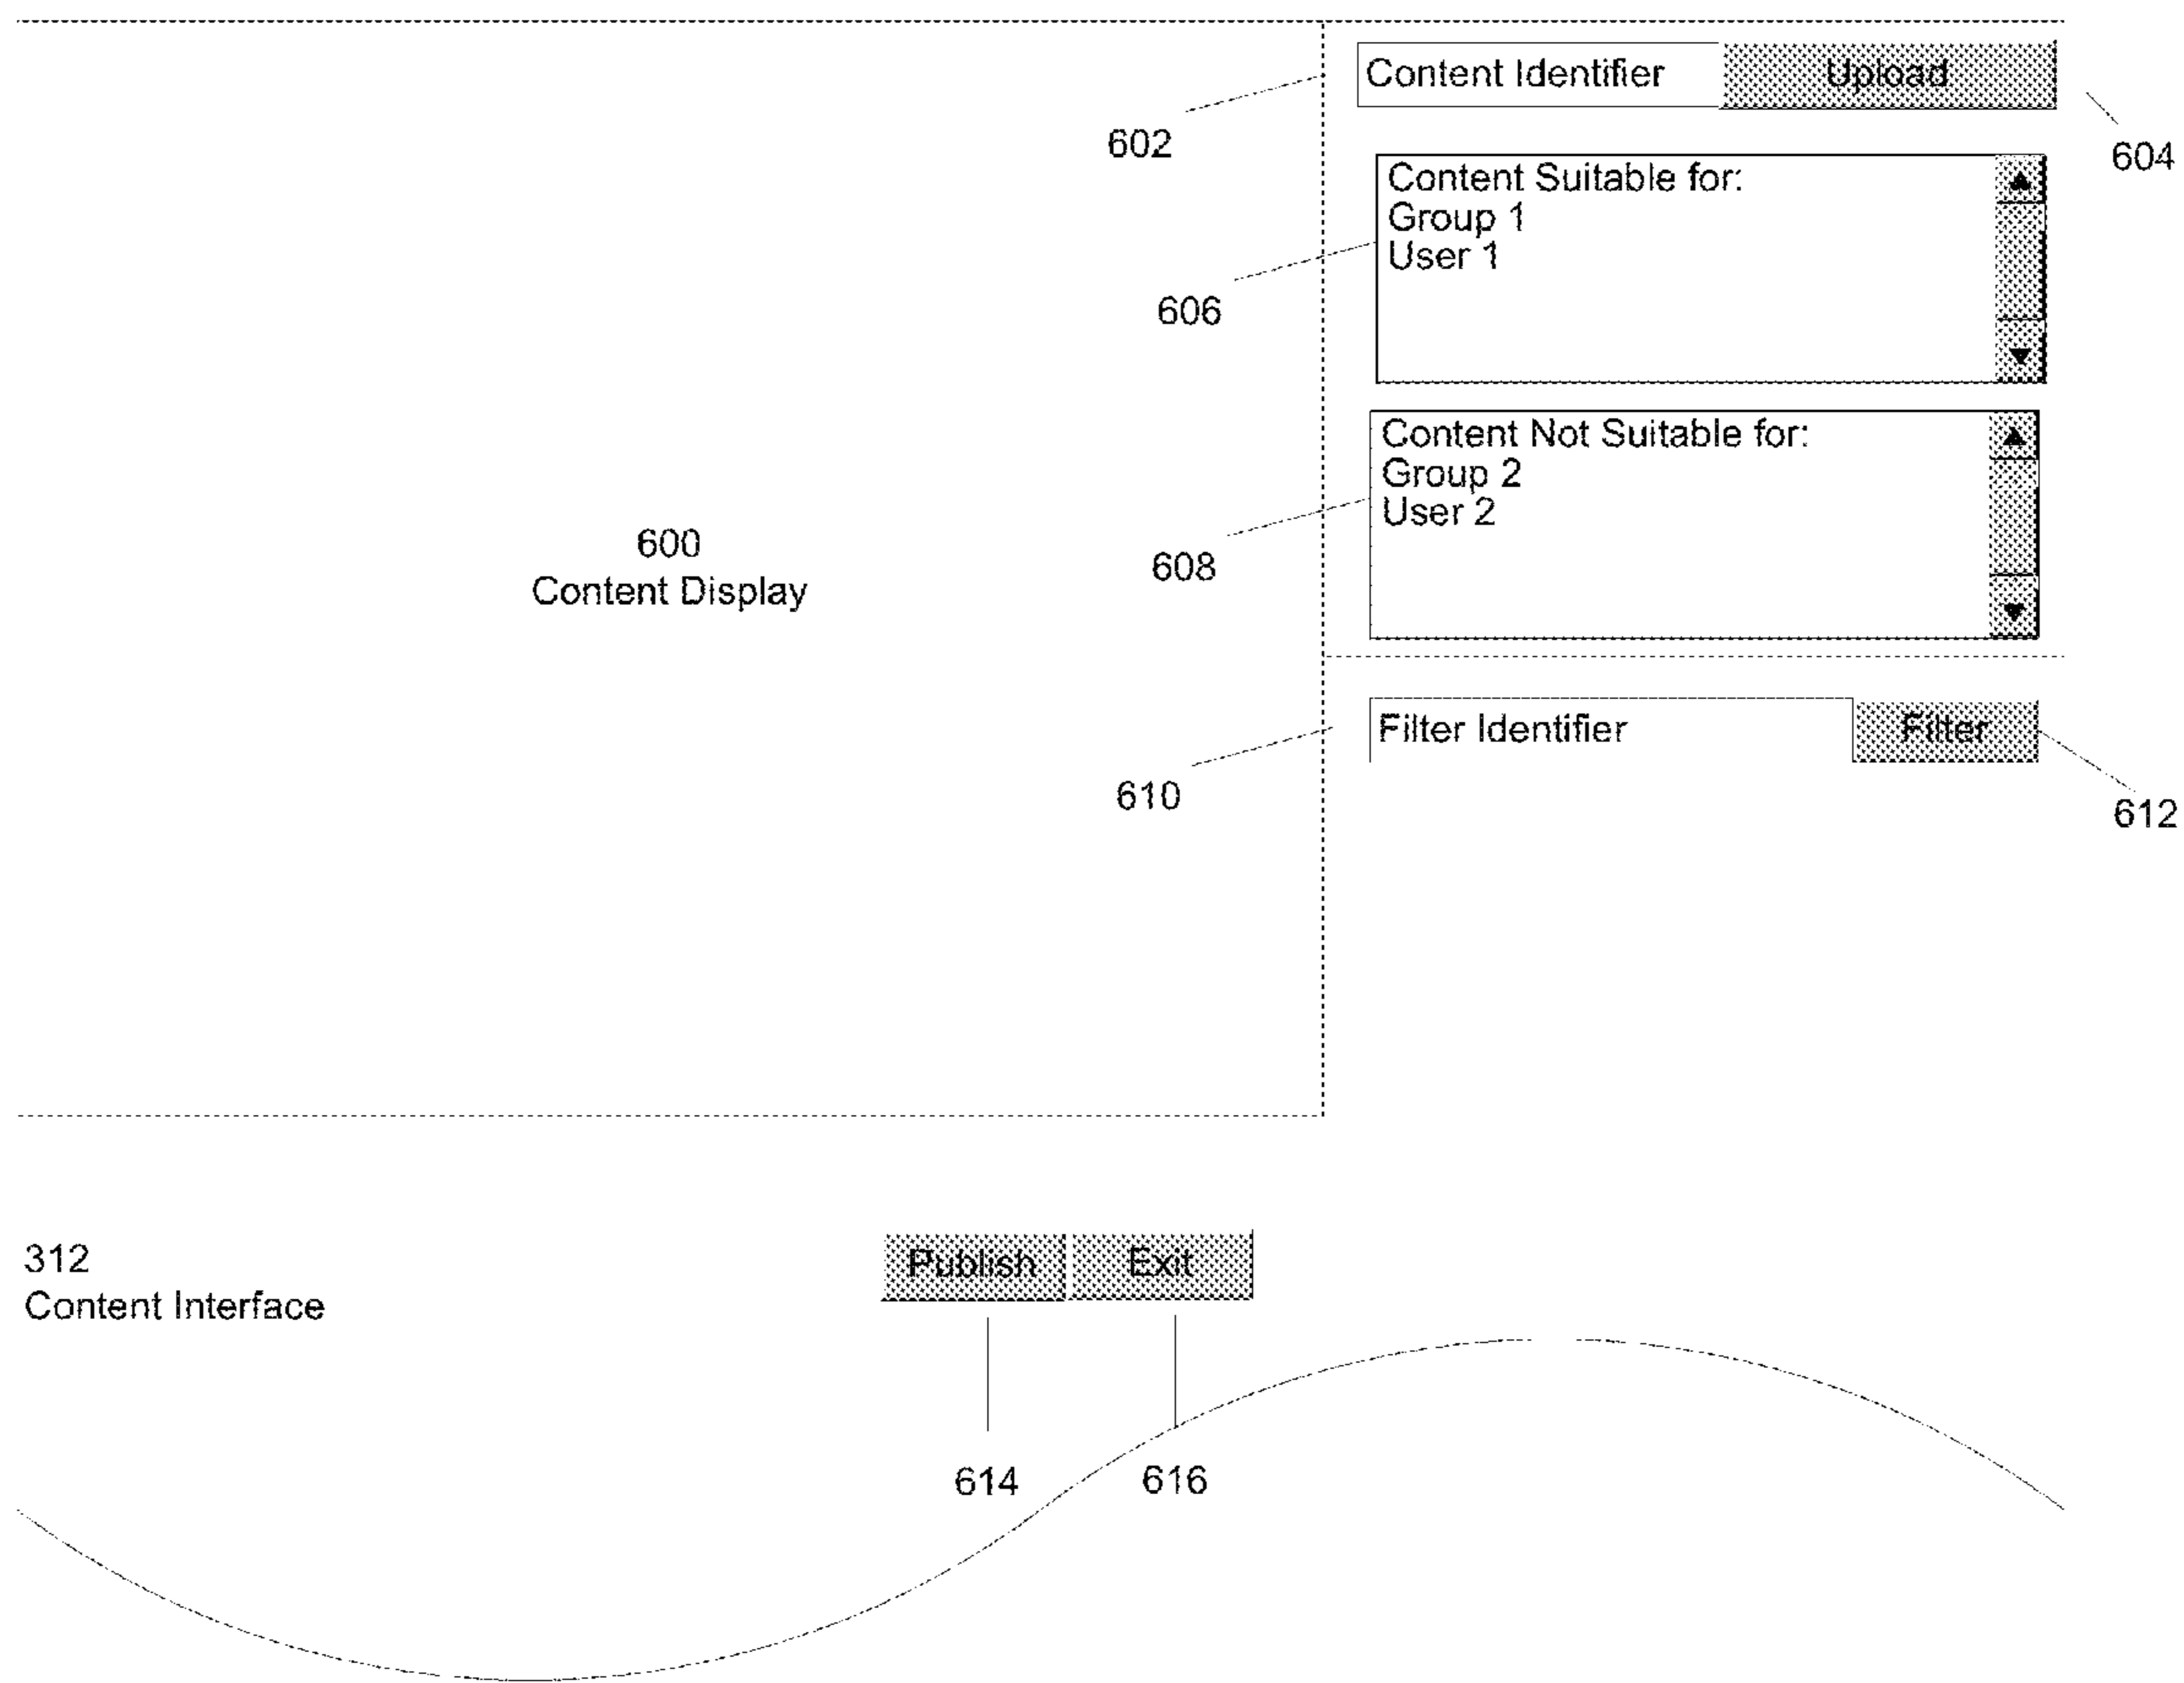 Content Identifier
Upload
602
604
Content Suitable for:
Group 1
User 1
606
Content Not Suitable for:
Group 2
User 2
608
600
Content Display
Filter Identifier
Filter
610
612
312
Content Interface
Publish
Exit
614
616